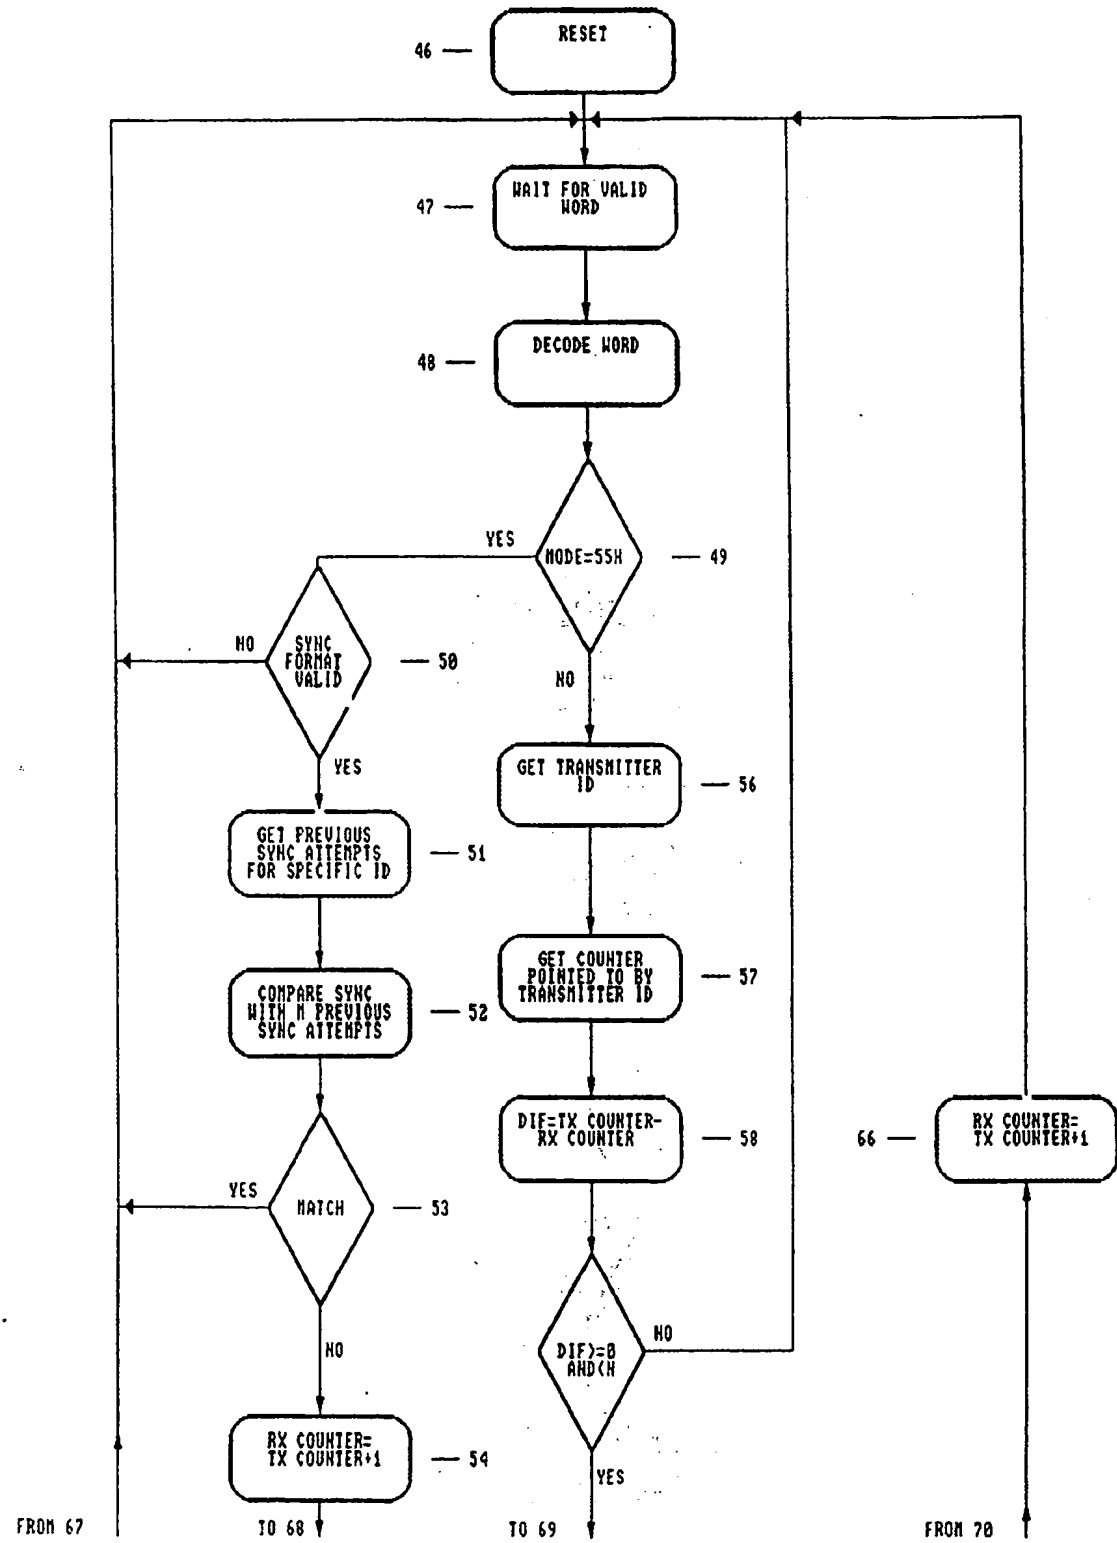 RESET
46
WAIT FOR VALID
WORD
47
DECODE WORD
48
YES
MODE=55H
49
NO
SYNC
FORMAT
VALID
50
NO
YES
GET TRANSMITTER
ID
56
GET PREVIOUS
SYNC ATTEMPTS
FOR SPECIFIC ID
51
GET COUNTER
POINTED TO BY
TRANSMITTER ID
57
COMPARE SYNC
WITH M PREVIOUS
SYNC ATTEMPTS
52
DIF=TX COUNTER-
RX COUNTER
58
66
RX COUNTER=
TX COUNTER+1
YES
MATCH
53
NO
DIF>=0
AND<N
NO
RX COUNTER=
TX COUNTER+1
54
YES
FROM 67
TO 68
TO 69
FROM 70